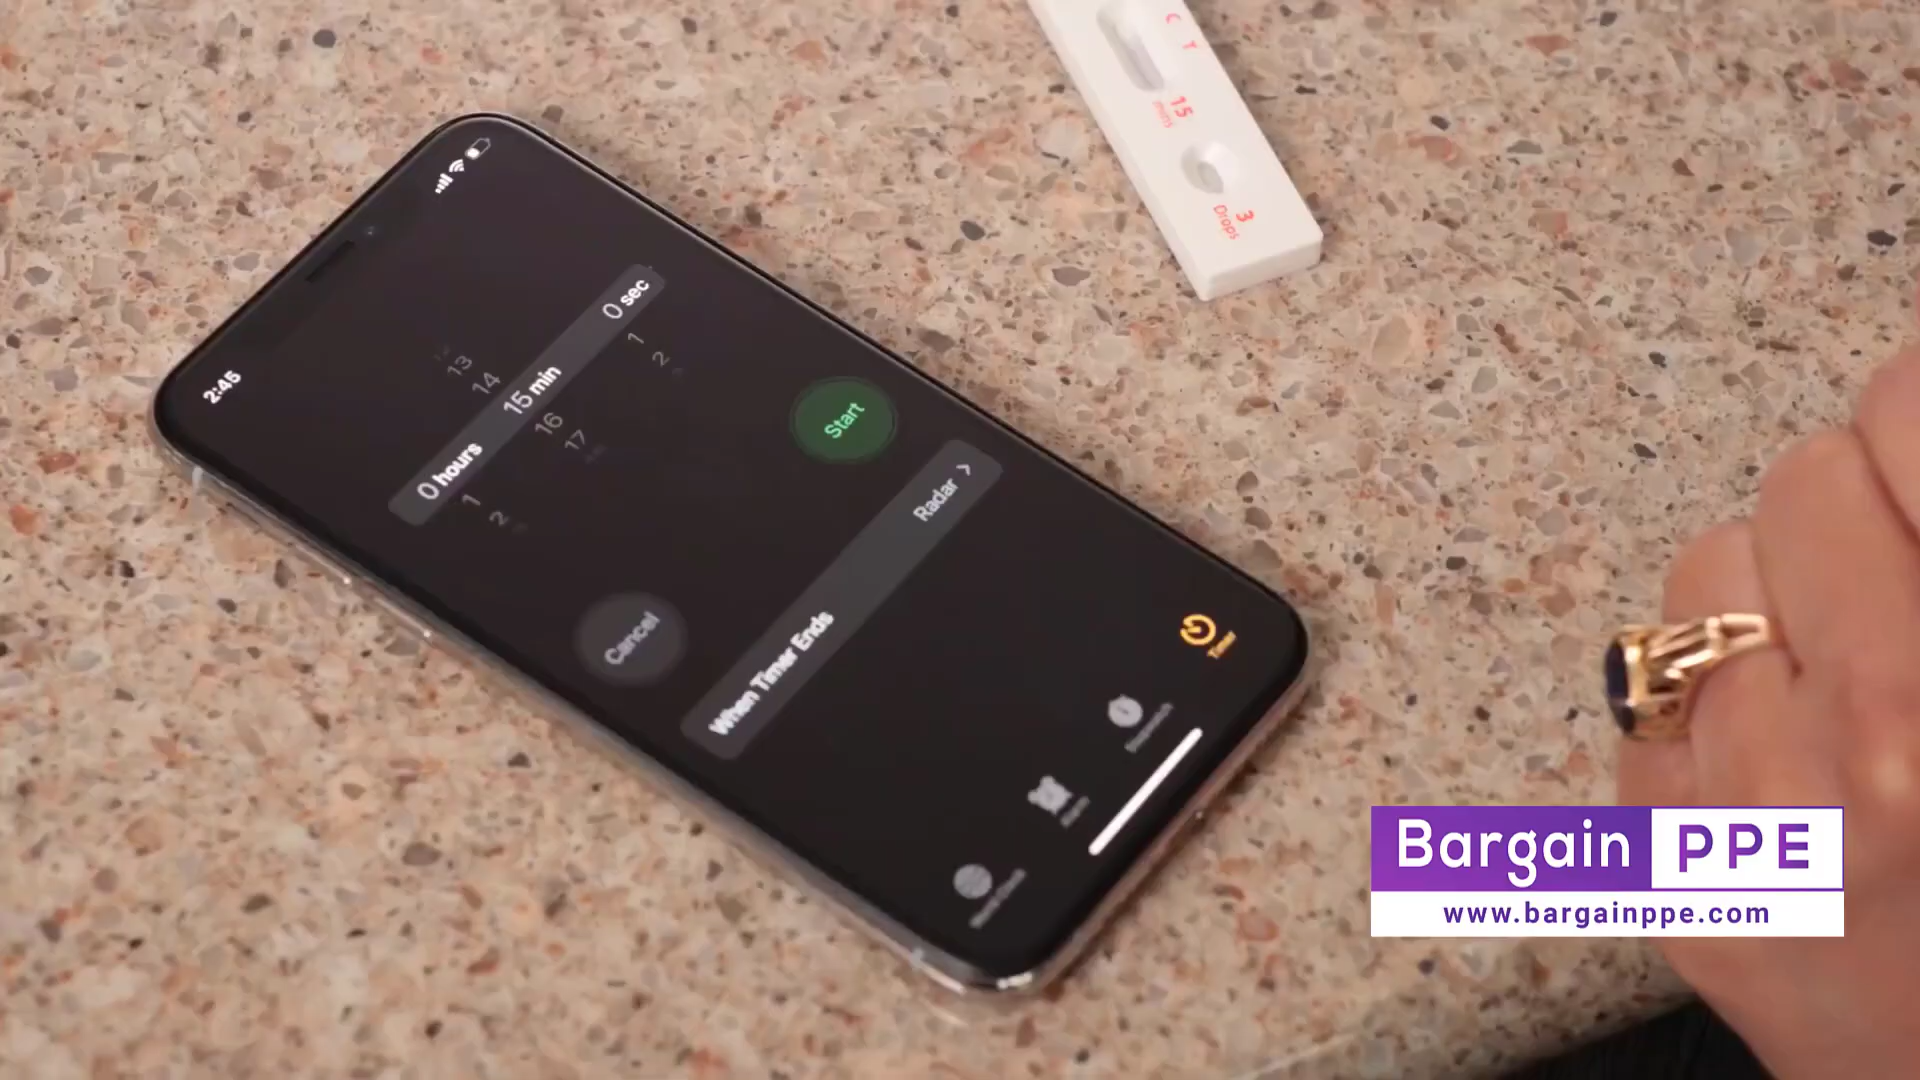 C
T
15
mins
3
Drops
2:45
13
14
0 hours 15 min 0 sec
1 16 1
2 17 2
Cancel
Start
When Timer Ends Radar >
Timer
Bargain PPE
www.bargainppe.com